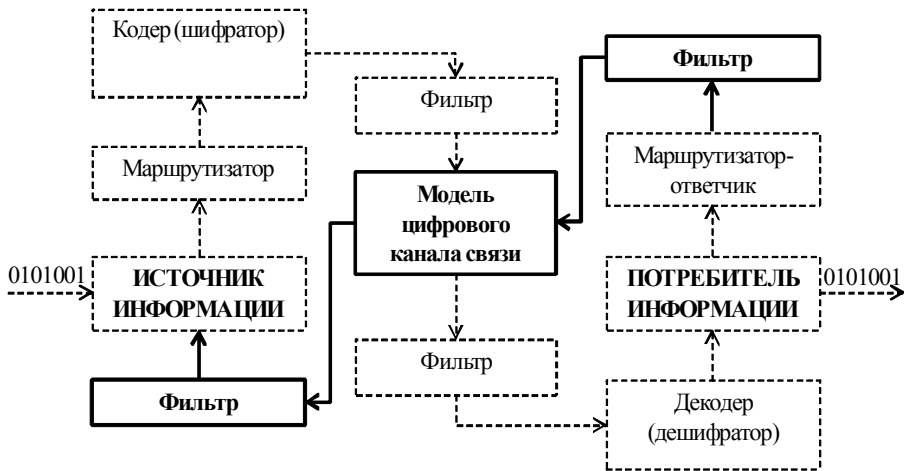 Кодер (шифратор)
Фильтр
Фильтр
Маршрутизатор
Маршрутизатор-
ответчик
Модель
цифрового
канала связи
0101001
ИСТОЧНИК
ИНФОРМАЦИИ
ПОТРЕБИТЕЛЬ
ИНФОРМАЦИИ
0101001
Фильтр
Фильтр
Декодер
(дешифратор)